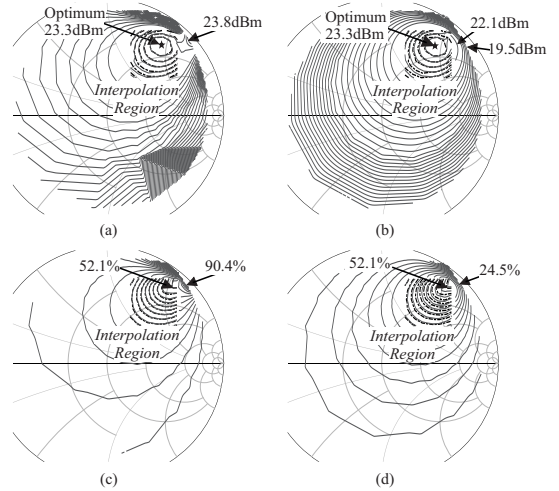 Optimum
23.3dBm
23.8dBm
Interpolation
Region
(a)
Optimum
23.3dBm
22.1dBm
19.5dBm
Interpolation
Region
(b)
52.1%
90.4%
Interpolation
Region
(c)
52.1%
24.5%
Interpolation
Region
(d)